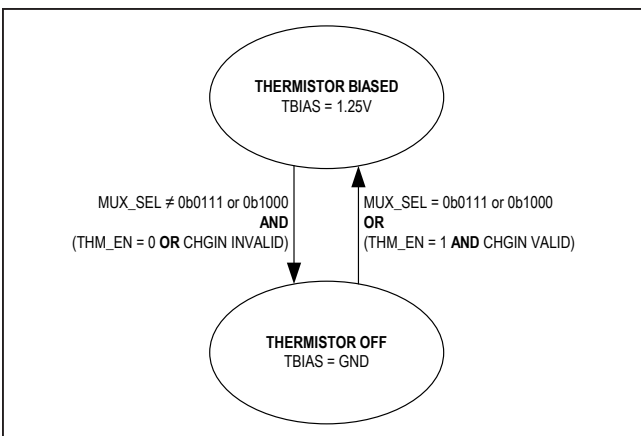 THERMISTOR BIASED
TBIAS = 1.25V
MUX_SEL ≠ 0b0111 or 0b1000
AND
(THM_EN = 0 OR CHGIN INVALID)
MUX_SEL = 0b0111 or 0b1000
OR
(THM_EN = 1 AND CHGIN VALID)
THERMISTOR OFF
TBIAS = GND